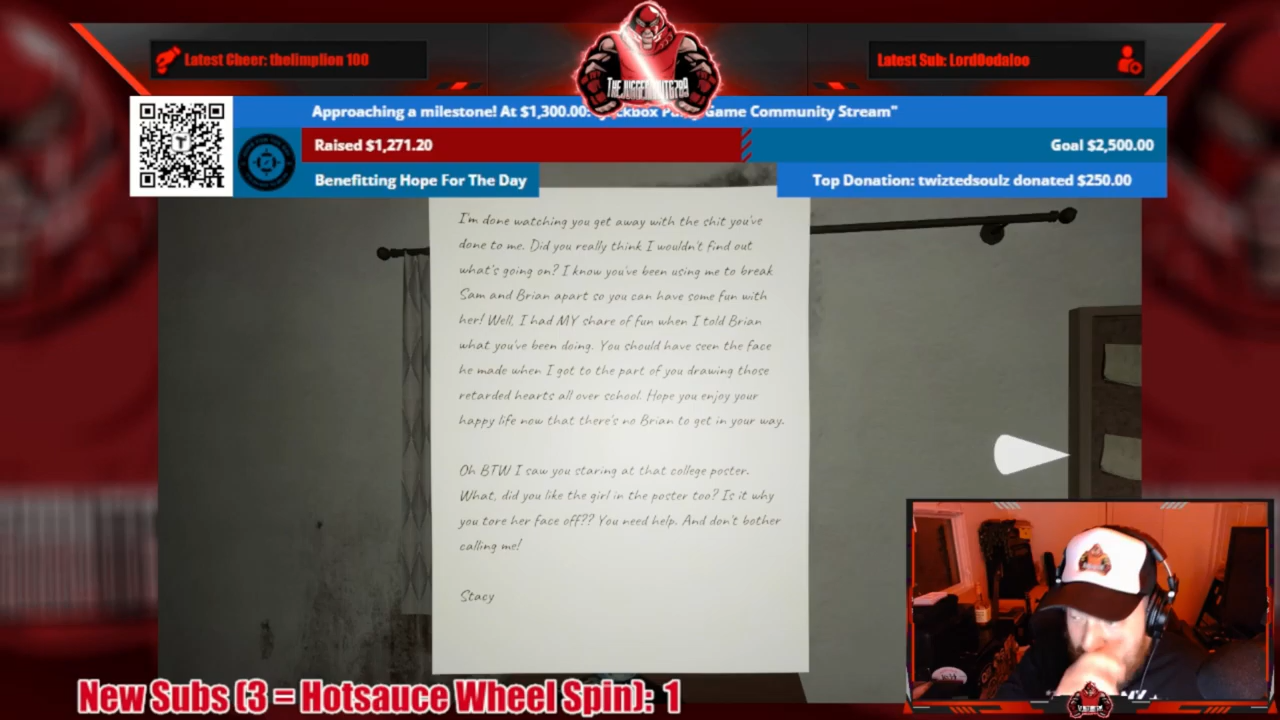 Latest Cheer: thelimplion 100
Latest Sub: LordOodaloo
THEJUGGERNAUT6789
Approaching a milestone! At $1,300.00: Game Community Stream"
Raised $1,271.20
Goal $2,500.00
Benefitting Hope For The Day
Top Donation: twiztedsoulz donated $250.00
I'm done watching you get away with the shit you've
done to me. Did you really think I wouldn't find out
what's going on? I know you've been using me to break
Sam and Brian apart so you can have some fun with
her! Well, I had MY share of fun when I told Brian
what you've been doing. You should have seen the face
he made when I got to the part of you drawing those
retarded hearts all over school. Hope you enjoy your
happy life now that there's no Brian to get in your way.
Oh BTW I saw you staring at that college poster.
What, did you like the girl in the poster too? Is it why
you tore her face off?? You need help. And don't bother
calling me!
Stacy
New Subs (3 = Hotsauce Wheel Spin): 1